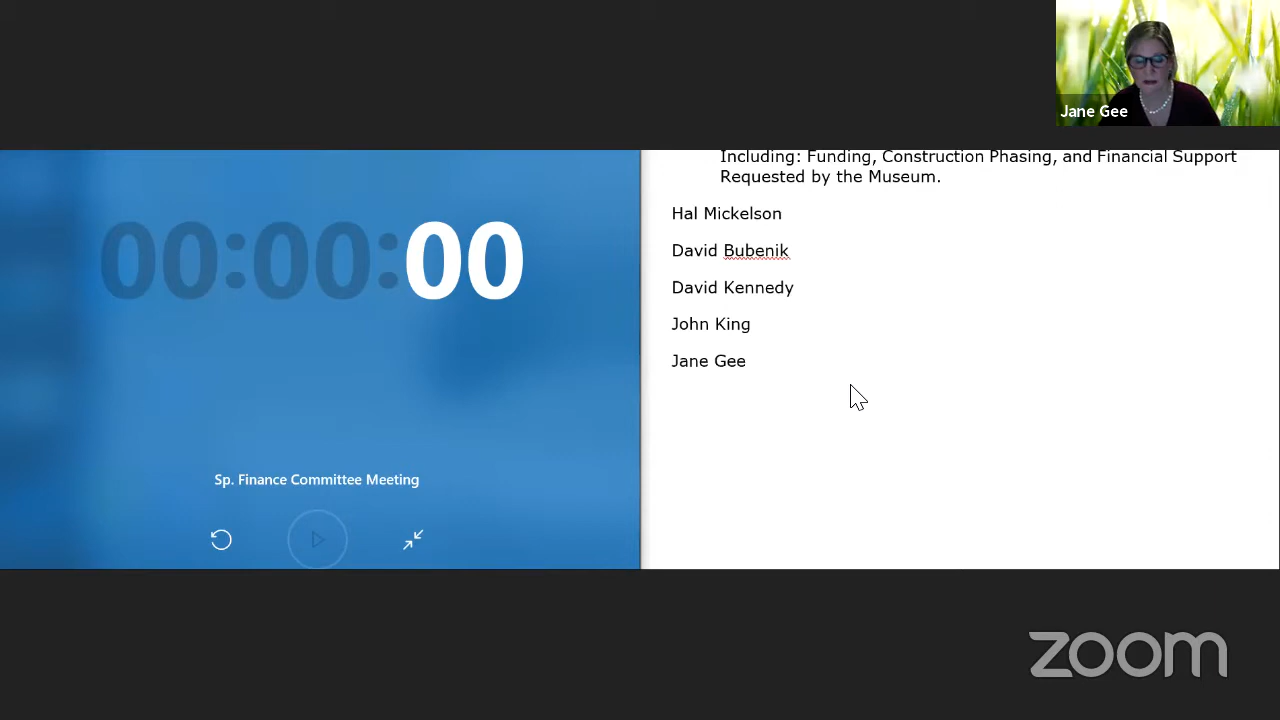 Jane Gee
Including: Funding, Construction Phasing, and Financial Support
Requested by the Museum.
00:00:00
Hal Mickelson
David Bubenik
David Kennedy
John King
Jane Gee
Sp. Finance Committee Meeting
zoom